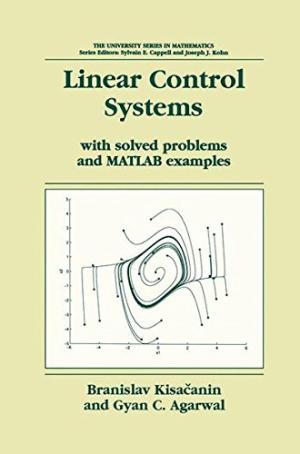 THE UNIVERSITY SERIES IN MATHEMATICS
Series Editors: Sylvain E. Cappell and Joseph J. Kohn
Linear Control
Systems
with solved problems
and MATLAB examples
Branislav Kisačanin
and Gyan C. Agarwal